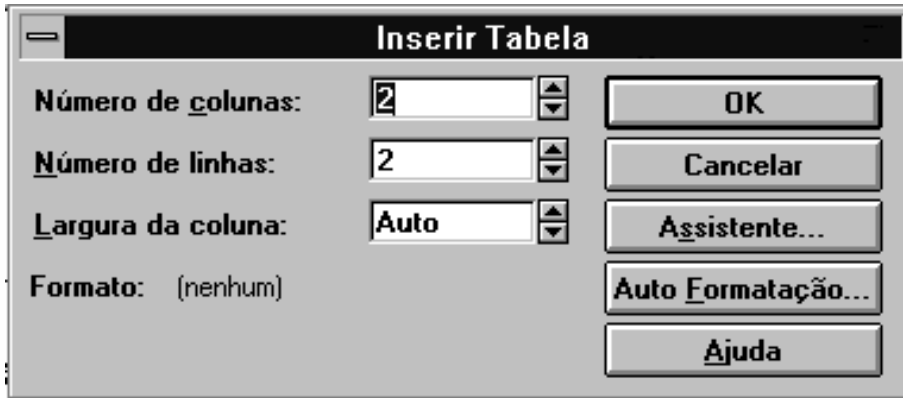 Inserir Tabela
Número de colunas: 2
OK
Número de linhas: 2
Cancelar
Largura da coluna: Auto
Assistente...
Formato: (nenhum)
Auto Formatação...
Ajuda